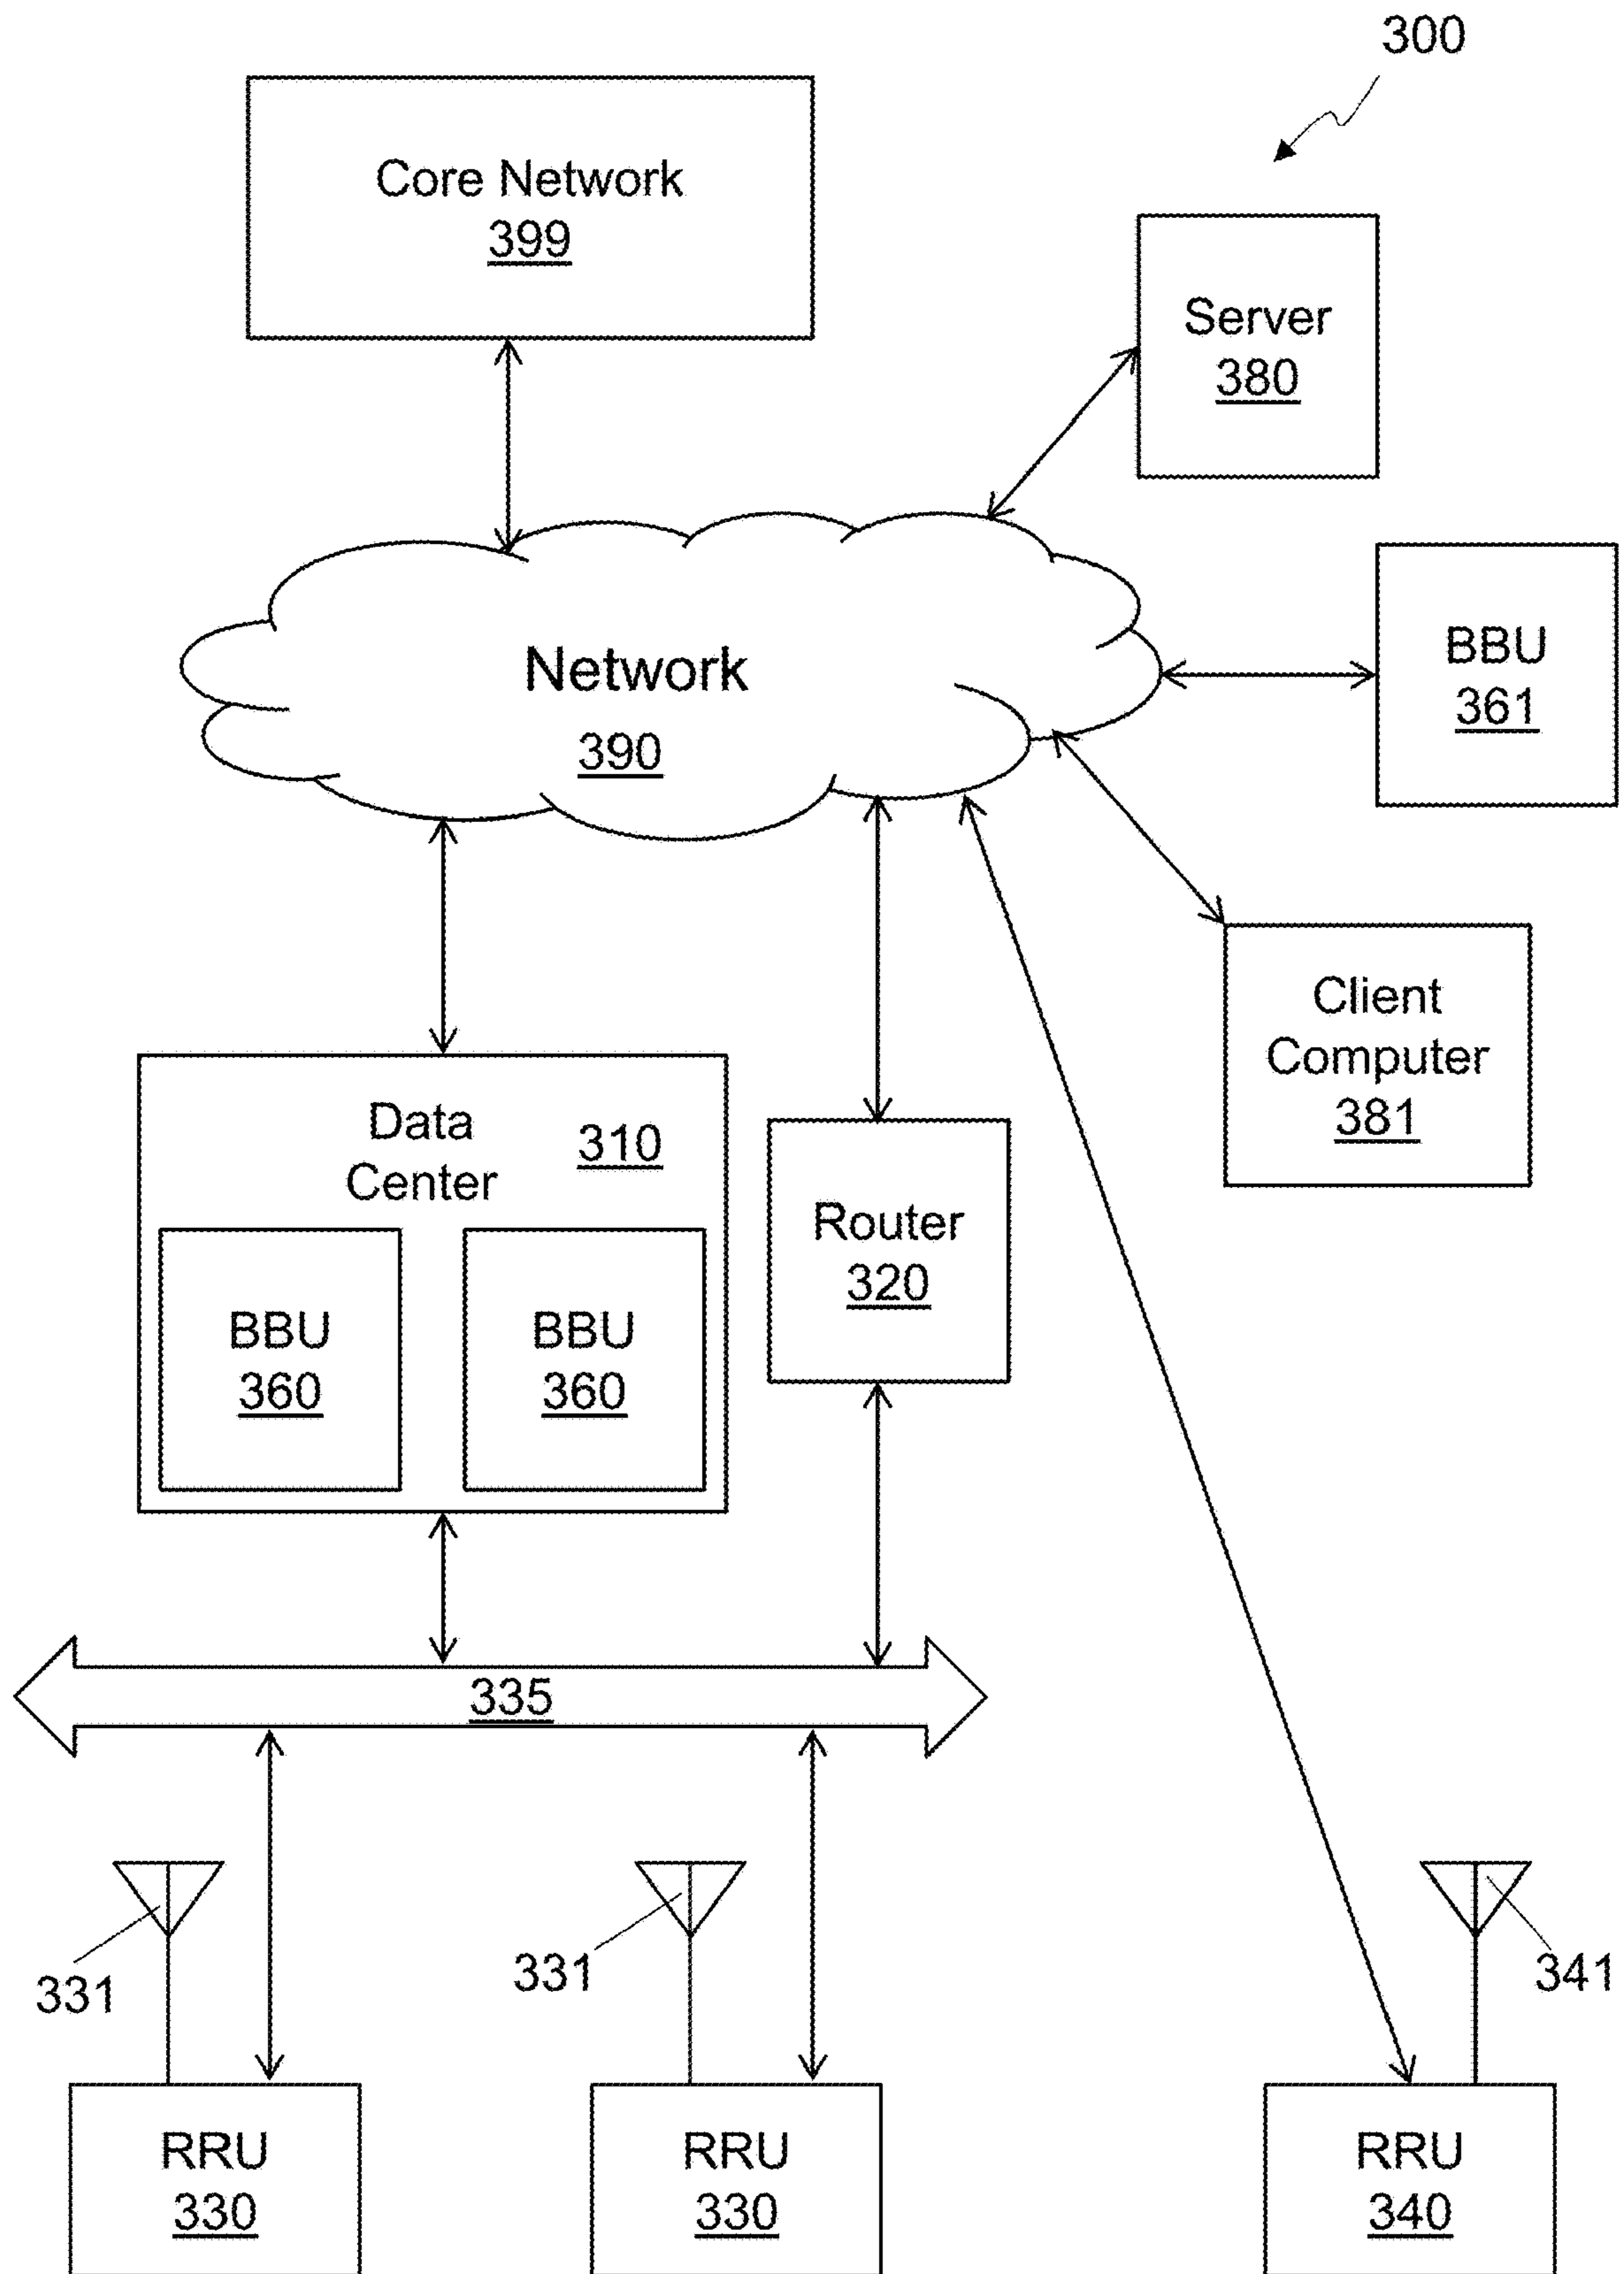 300
Core Network
399
Server
380
Network
390
BBU
361
Client
Computer
381
Data
Center
310
Router
320
BBU
360
BBU
360
335
331
331
341
RRU
330
RRU
330
RRU
340